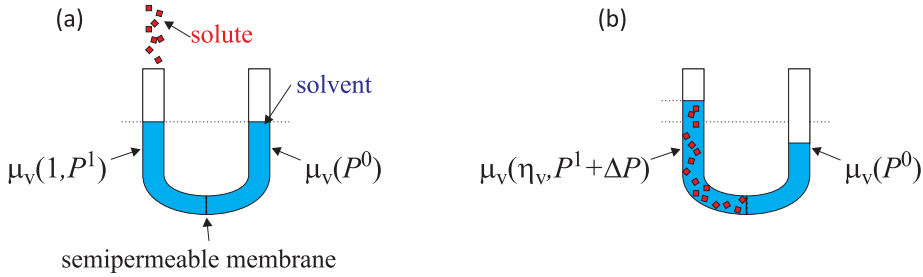 (a)
solute
solvent
μᵥ(1,P¹)
μᵥ(P⁰)
semipermeable membrane
(b)
μᵥ(ηᵥ,P¹+ΔP)
μᵥ(P⁰)